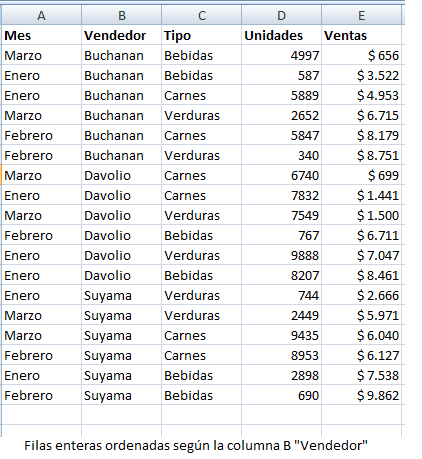 A B C D E
Mes Vendedor Tipo Unidades Ventas
Marzo Buchanan Bebidas 4997 $ 656
Enero Buchanan Bebidas 587 $ 3.522
Enero Buchanan Carnes 5889 $ 4.953
Marzo Buchanan Verduras 2652 $ 6.715
Febrero Buchanan Carnes 5847 $ 8.179
Febrero Buchanan Verduras 340 $ 8.751
Marzo Davolio Carnes 6740 $ 699
Enero Davolio Carnes 7832 $ 1.441
Marzo Davolio Verduras 7549 $ 1.500
Febrero Davolio Bebidas 767 $ 6.711
Enero Davolio Verduras 9888 $ 7.047
Enero Davolio Bebidas 8207 $ 8.461
Enero Suyama Verduras 744 $ 2.666
Marzo Suyama Verduras 2449 $ 5.971
Marzo Suyama Carnes 9435 $ 6.040
Febrero Suyama Carnes 8953 $ 6.127
Enero Suyama Bebidas 2898 $ 7.538
Febrero Suyama Bebidas 690 $ 9.862
Filas enteras ordenadas según la columna B "Vendedor"